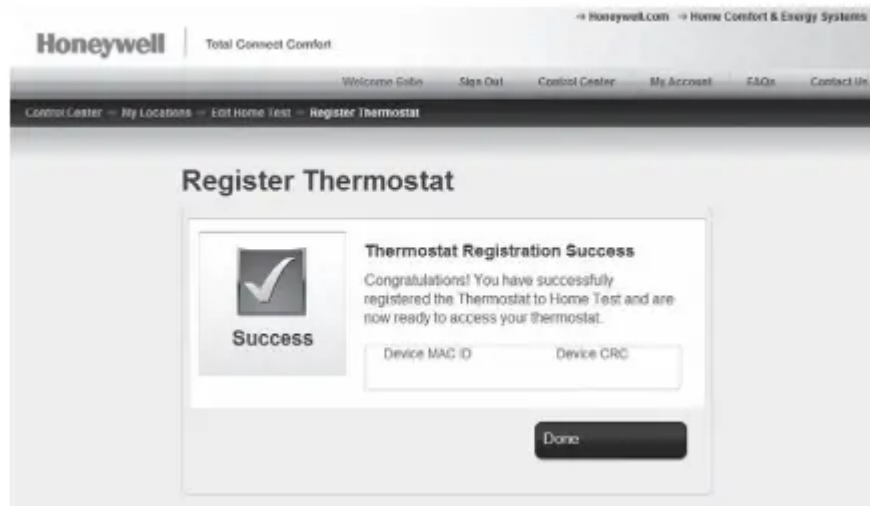 → Honeywell.com → Home Comfort & Energy Systems
Honeywell
Total Connect Comfort
Welcome Gabe Sign Out Control Center My Account FAQs Contact Us
Control Center — My Locations — Edit Home Test — Register Thermostat
Register Thermostat
Thermostat Registration Success
Congratulations! You have successfully
registered the Thermostat to Home Test and are
now ready to access your thermostat.
Success
Device MAC ID Device CRC
Done